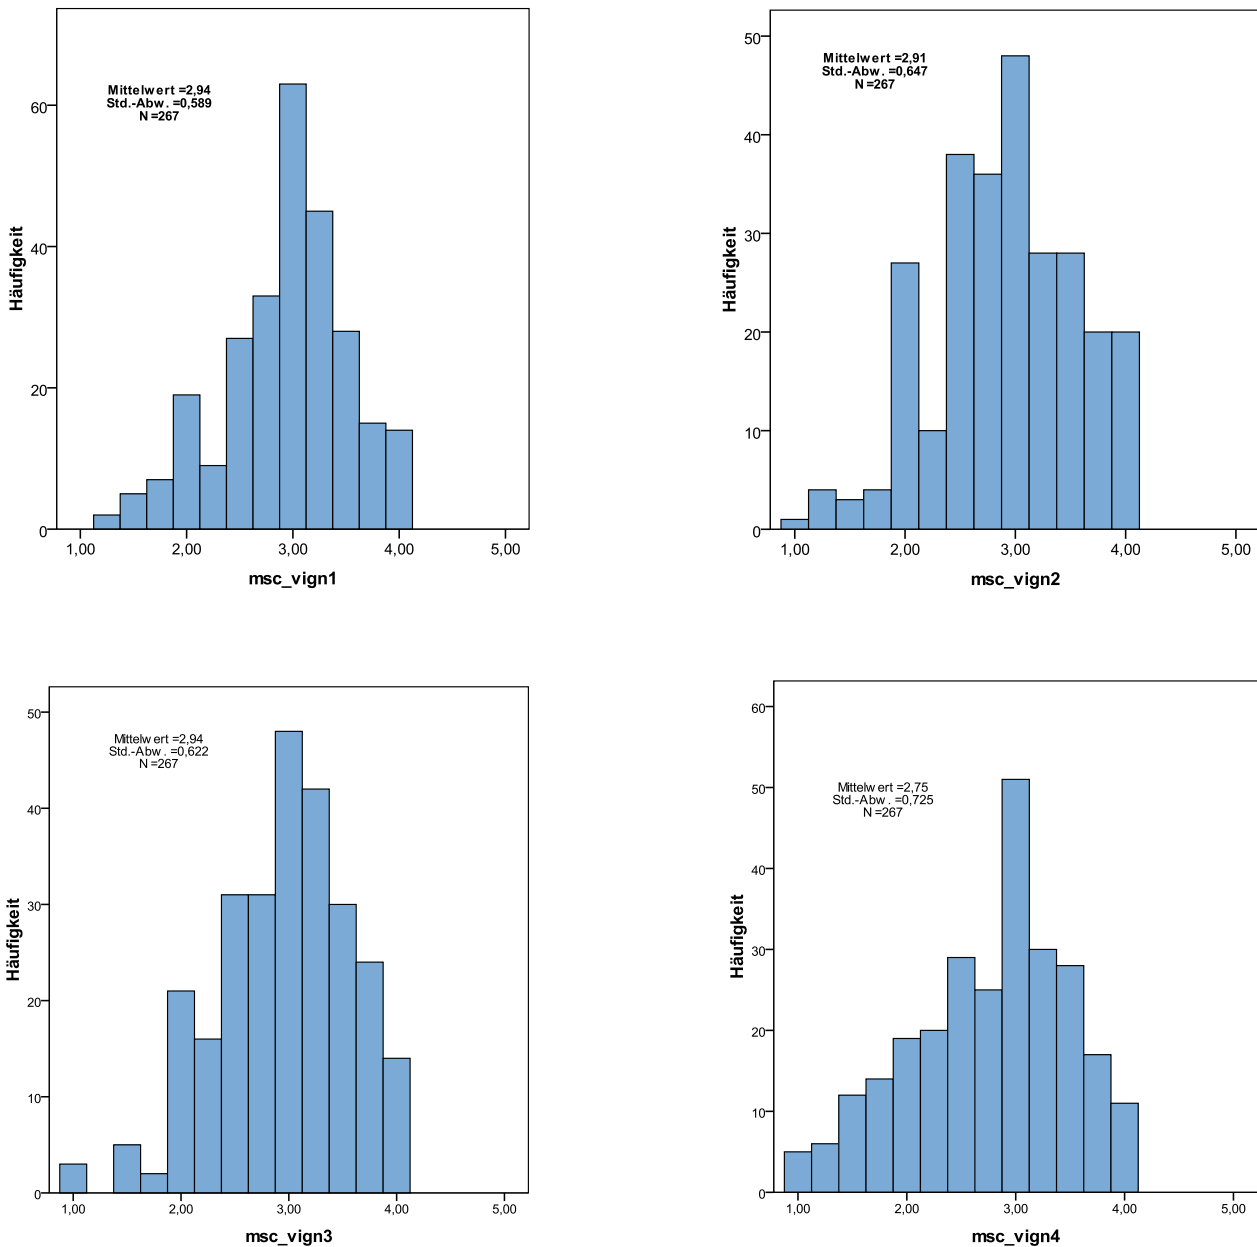 Mittelwert =2,94
Std.-Abw. =0,589
N =267
Häufigkeit
60
40
20
0
1,00 2,00 3,00 4,00 5,00
msc_vign1
Mittelwert =2,91
Std.-Abw. =0,647
N =267
Häufigkeit
50
40
30
20
10
0
1,00 2,00 3,00 4,00 5,00
msc_vign2
Mittelwert =2,94
Std.-Abw. =0,622
N =267
Häufigkeit
50
40
30
20
10
0
1,00 2,00 3,00 4,00 5,00
msc_vign3
Mittelwert =2,75
Std.-Abw. =0,725
N =267
Häufigkeit
60
50
40
30
20
10
0
1,00 2,00 3,00 4,00 5,00
msc_vign4